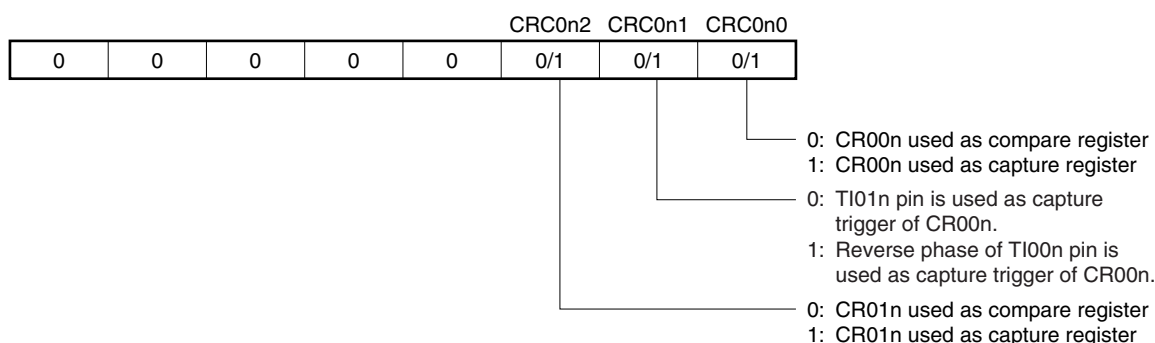 CRC0n2 CRC0n1 CRC0n0
0 0 0 0 0 0/1 0/1 0/1
0: CR00n used as compare register
1: CR00n used as capture register
0: TI01n pin is used as capture
trigger of CR00n.
1: Reverse phase of TI00n pin is
used as capture trigger of CR00n.
0: CR01n used as compare register
1: CR01n used as capture register